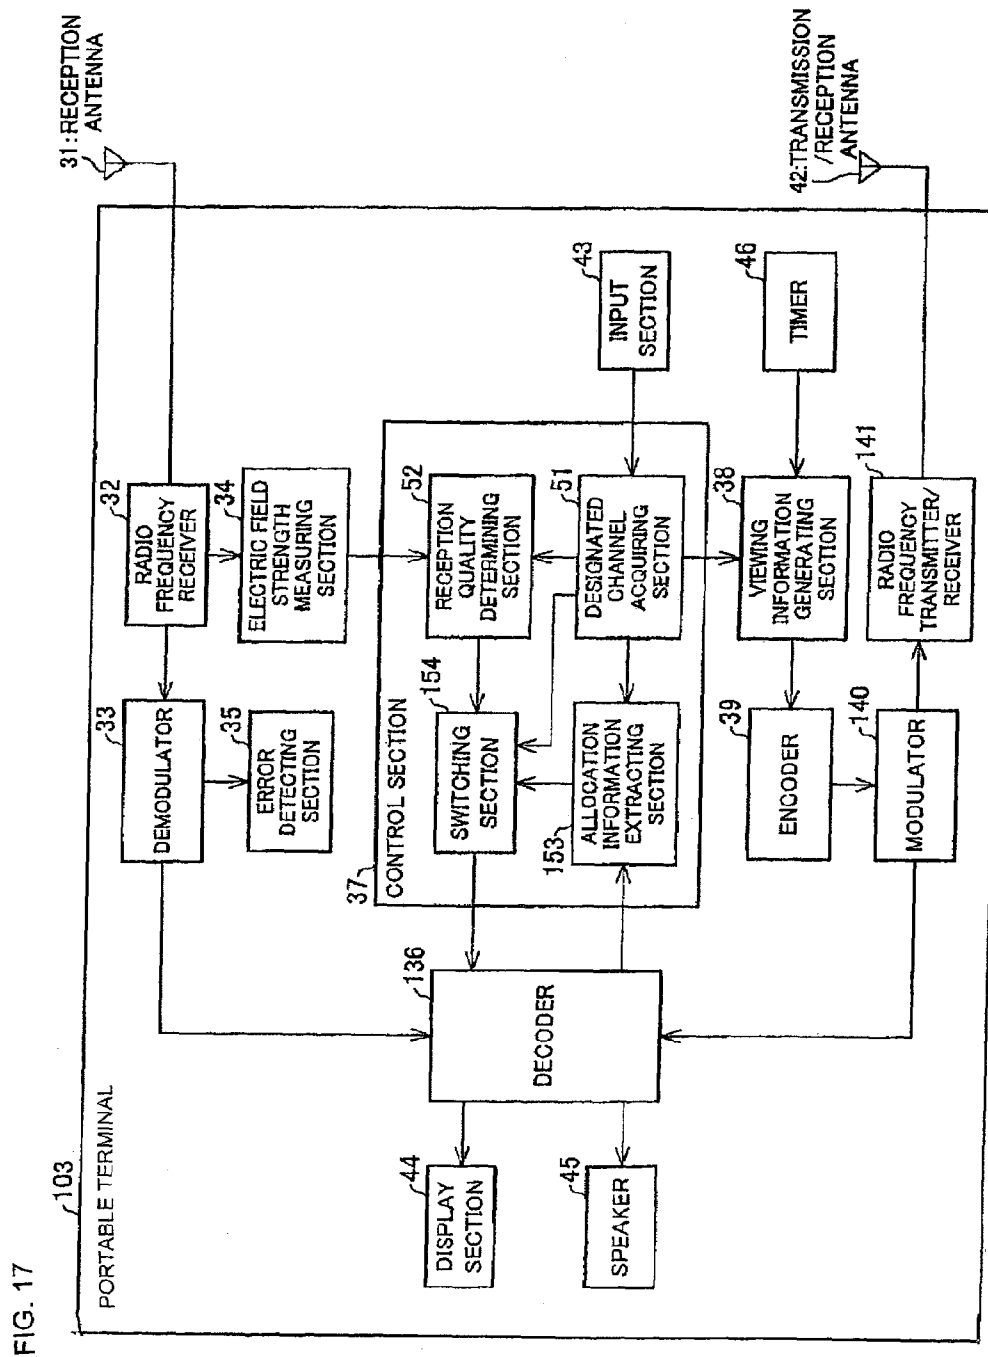 FIG. 17
103
PORTABLE TERMINAL
31:RECEPTION
ANTENNA
32
RADIO
FREQUENCY
RECEIVER
33
DEMODULATOR
34
ELECTRIC FIELD
STRENGTH
MEASURING
SECTION
35
ERROR
DETECTING
SECTION
37
CONTROL SECTION
52
RECEPTION
QUALITY
DETERMINING
SECTION
154
SWITCHING
SECTION
51
DESIGNATED
CHANNEL
ACQUIRING
SECTION
153
ALLOCATION
INFORMATION
EXTRACTING
SECTION
43
INPUT
SECTION
136
DECODER
44
DISPLAY
SECTION
45
SPEAKER
46
TIMER
38
VIEWING
INFORMATION
GENERATING
SECTION
39
ENCODER
140
MODULATOR
141
RADIO
FREQUENCY
TRANSMITTER/
RECEIVER
42:TRANSMISSION
/RECEPTION
ANTENNA